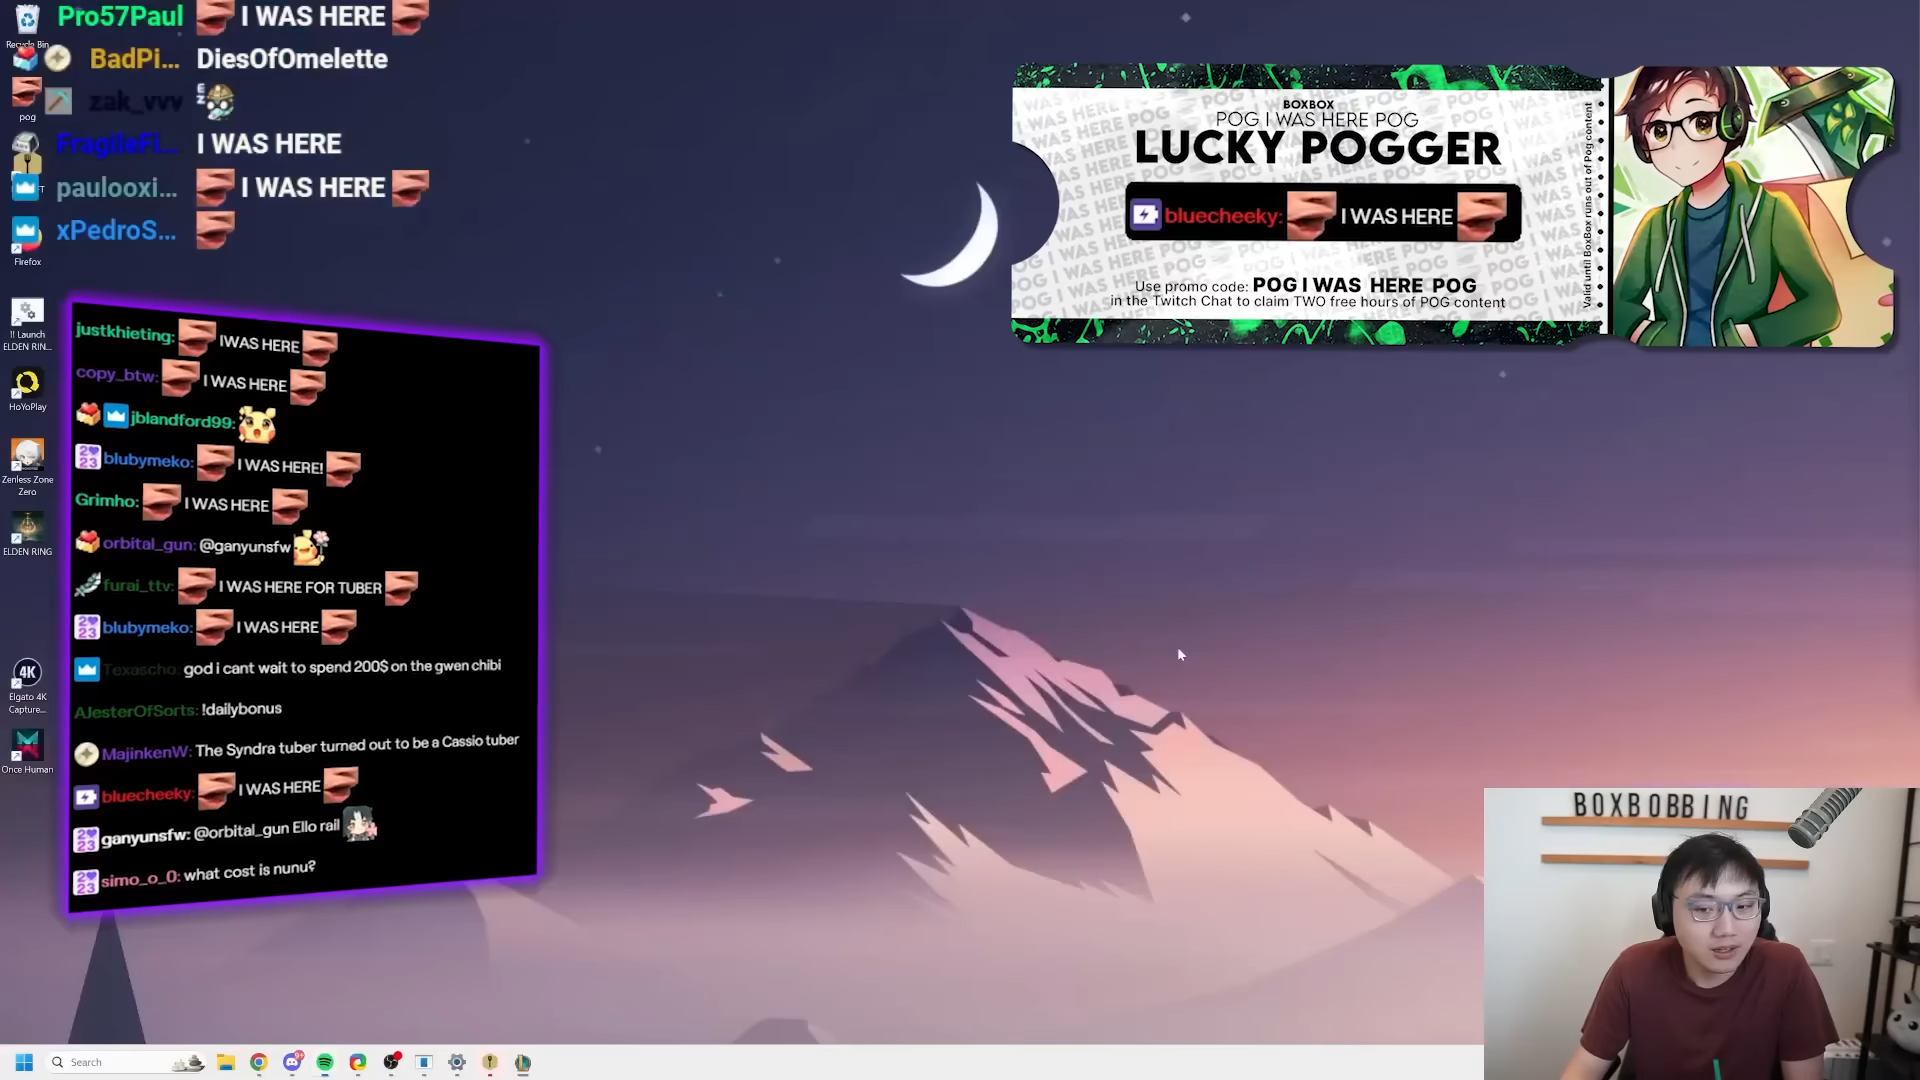 Recycle Bin
Pro57Paul I WAS HERE
BadPi... DiesOfOmelette
zak_vvv EZ
FragileFl... I WAS HERE
paulooxi... I WAS HERE
xPedroS...
pog
Firefox
!! Launch
ELDEN RIN...
HoYoPlay
Zenless Zone
Zero
ELDEN RING
4K
Elgato 4K
Capture...
Once Human
justkhieting: IWAS HERE
copy_btw: I WAS HERE
jblandford99:
blubymeko: I WAS HERE!
Grimho: I WAS HERE
orbital_gun: @ganyunsfw
furai_ttv: I WAS HERE FOR TUBER
blubymeko: I WAS HERE
Texascho: god i cant wait to spend 200$ on the gwen chibi
AJesterOfSorts: !dailybonus
MajinkenW: The Syndra tuber turned out to be a Cassio tuber
bluecheeky: I WAS HERE
ganyunsfw: @orbital_gun Ello rail
simo_o_0: what cost is nunu?
BOXBOX
POG I WAS HERE POG
LUCKY POGGER
bluecheeky: I WAS HERE
Use promo code: POG I WAS HERE POG
in the Twitch Chat to claim TWO free hours of POG content
Valid until BoxBox runs out of Pog content
BOXBOBBING
Search